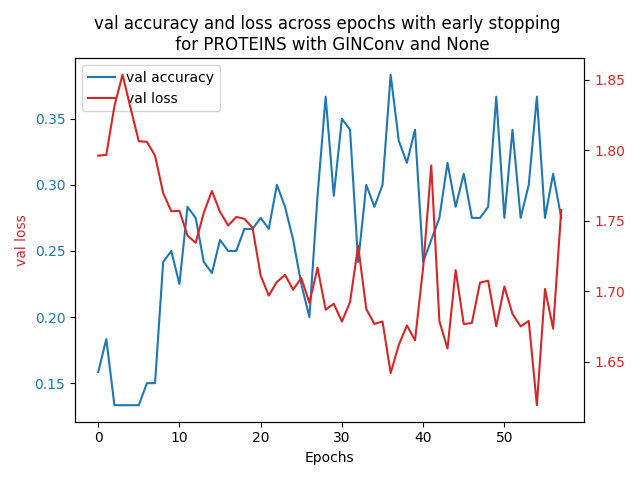 val accuracy and loss across epochs with early stopping
for PROTEINS with GINConv and None
val accuracy
val loss
0.35
0.30
0.25
0.20
0.15
val loss
1.85
1.80
1.75
1.70
1.65
0 10 20 30 40 50
Epochs